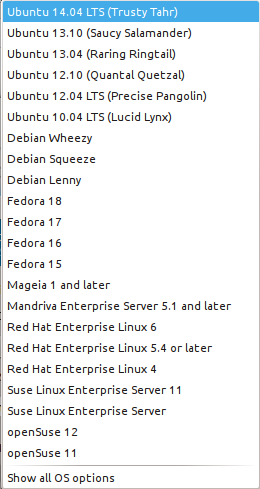 Ubuntu 14.04 LTS (Trusty Tahr)
Ubuntu 13.10 (Saucy Salamander)
Ubuntu 13.04 (Raring Ringtail)
Ubuntu 12.10 (Quantal Quetzal)
Ubuntu 12.04 LTS (Precise Pangolin)
Ubuntu 10.04 LTS (Lucid Lynx)
Debian Wheezy
Debian Squeeze
Debian Lenny
Fedora 18
Fedora 17
Fedora 16
Fedora 15
Mageia 1 and later
Mandriva Enterprise Server 5.1 and later
Red Hat Enterprise Linux 6
Red Hat Enterprise Linux 5.4 or later
Red Hat Enterprise Linux 4
Suse Linux Enterprise Server 11
Suse Linux Enterprise Server
openSuse 12
openSuse 11
Show all OS options